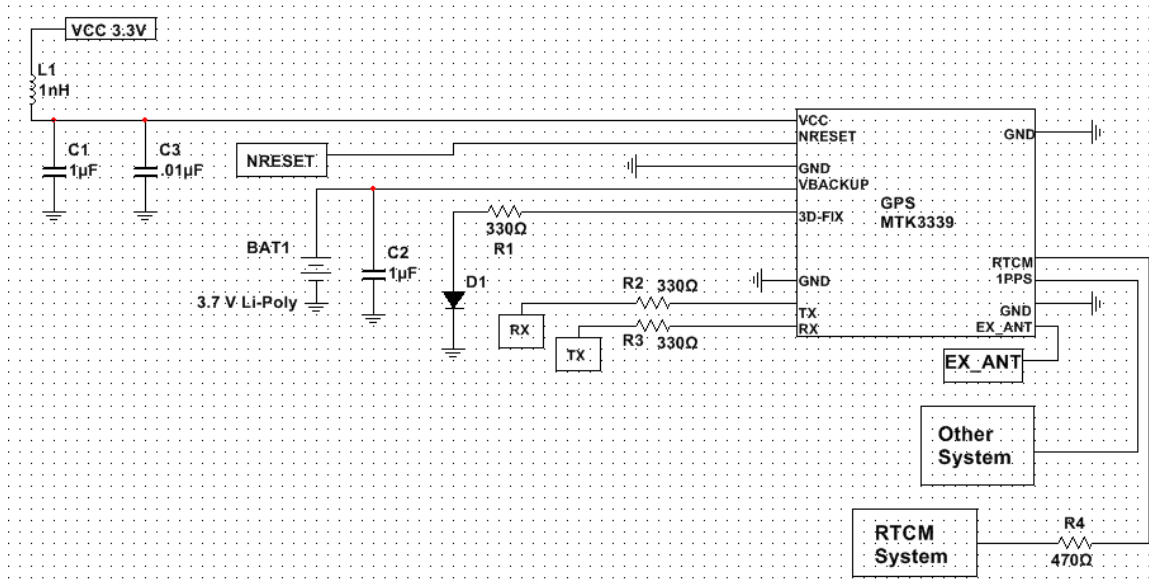 VCC 3.3V
L1
1nH
C1
1µF
C3
.01µF
NRESET
BAT1
3.7 V Li-Poly
C2
1µF
330Ω
R1
D1
R2 330Ω
R3 330Ω
RX
TX
VCC
NRESET
GND
VBACKUP
3D-FIX
GND
TX
RX
GPS
MTK3339
GND
RTCM
1PPS
GND
EX_ANT
EX_ANT
Other
System
RTCM
System
R4
470Ω